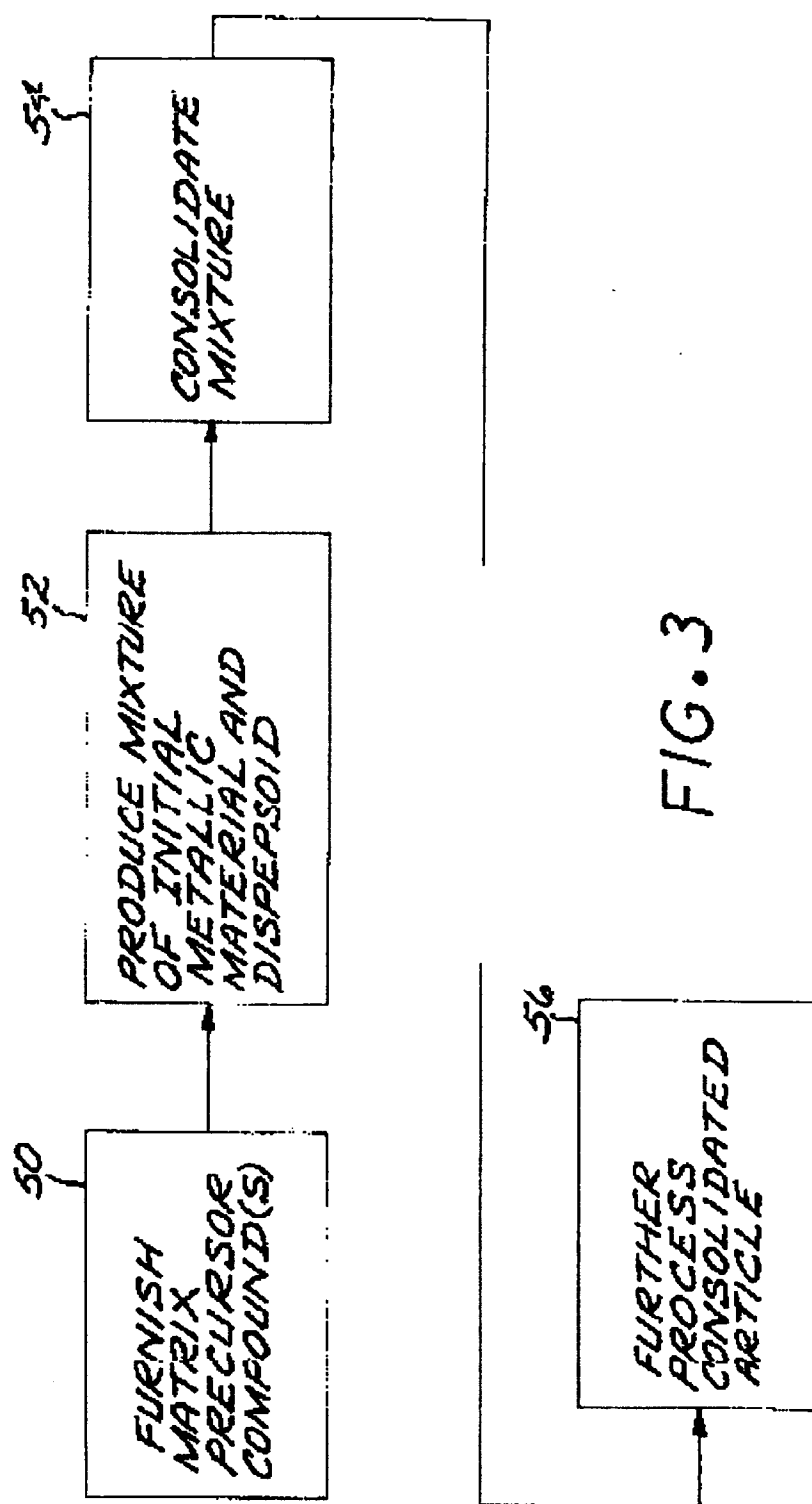 50
FURNISH
MATRIX
PRECURSOR
COMPOUND(S)
52
PRODUCE MIXTURE
OF INITIAL
METALLIC
MATERIAL AND
DISPEPSOID
54
CONSOLIDATE
MIXTURE
56
FURTHER
PROCESS
CONSOLIDATED
ARTICLE
FIG. 3